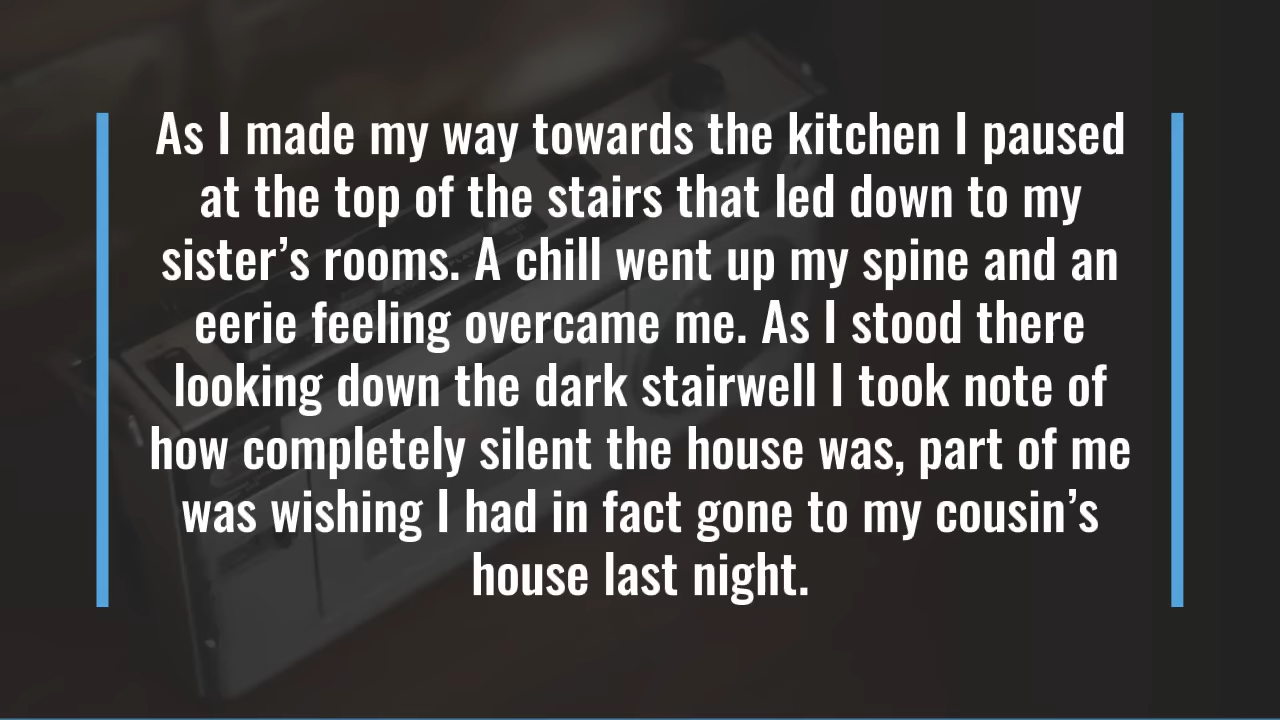 As I made my way towards the kitchen I paused
at the top of the stairs that led down to my
sister’s rooms. A chill went up my spine and an
eerie feeling overcame me. As I stood there
looking down the dark stairwell I took note of
how completely silent the house was, part of me
was wishing I had in fact gone to my cousin’s
house last night.